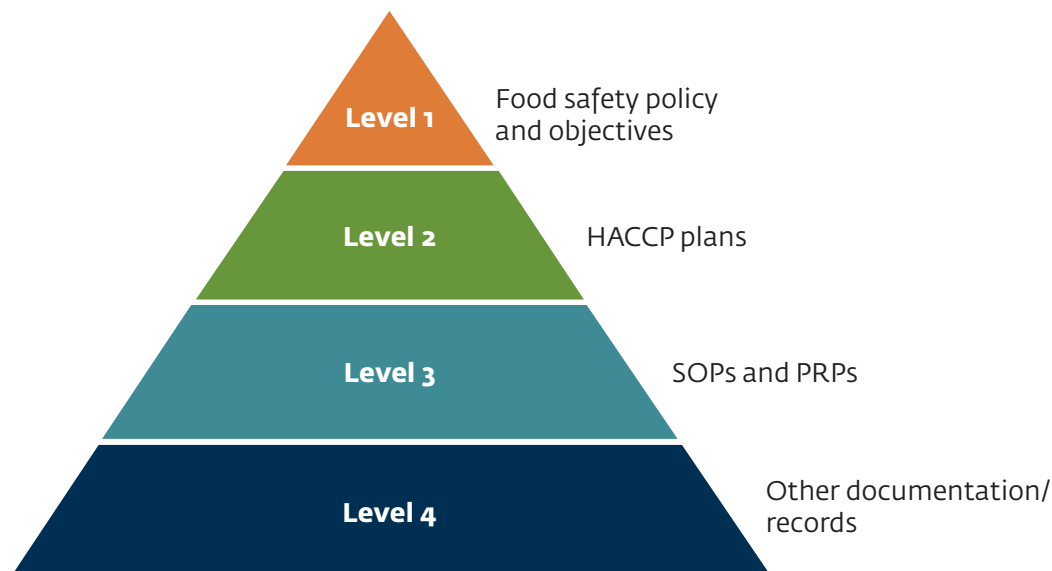 Level 1
Food safety policy
and objectives
Level 2
HACCP plans
Level 3
SOPs and PRPs
Level 4
Other documentation/
records